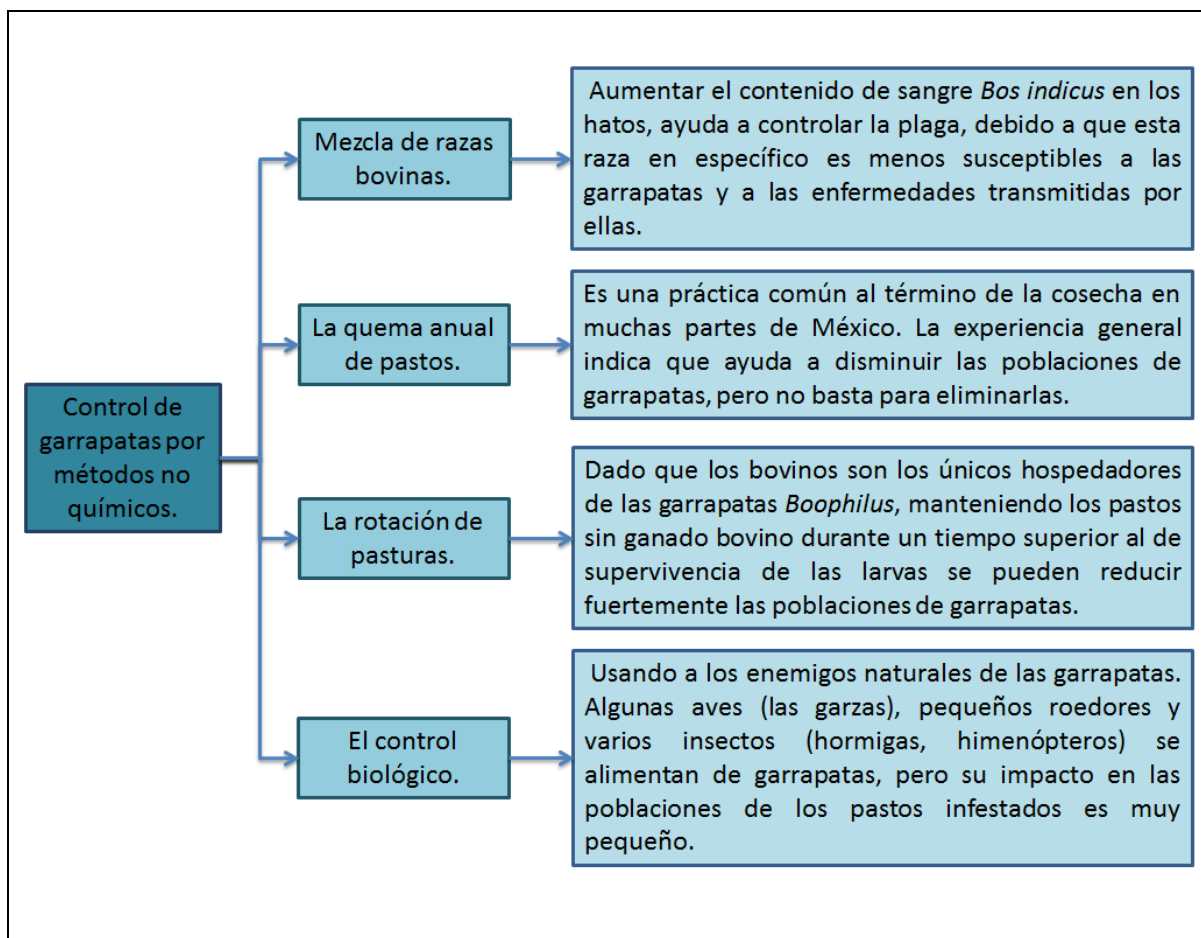 Control de
garrapatas por
métodos no
químicos.
Mezcla de razas
bovinas.
Aumentar el contenido de sangre Bos indicus en los
hatos, ayuda a controlar la plaga, debido a que esta
raza en específico es menos susceptibles a las
garrapatas y a las enfermedades transmitidas por
ellas.
La quema anual
de pastos.
Es una práctica común al término de la cosecha en
muchas partes de México. La experiencia general
indica que ayuda a disminuir las poblaciones de
garrapatas, pero no basta para eliminarlas.
La rotación de
pasturas.
Dado que los bovinos son los únicos hospedadores
de las garrapatas Boophilus, manteniendo los pastos
sin ganado bovino durante un tiempo superior al de
supervivencia de las larvas se pueden reducir
fuertemente las poblaciones de garrapatas.
El control
biológico.
Usando a los enemigos naturales de las garrapatas.
Algunas aves (las garzas), pequeños roedores y
varios insectos (hormigas, himenópteros) se
alimentan de garrapatas, pero su impacto en las
poblaciones de los pastos infestados es muy
pequeño.